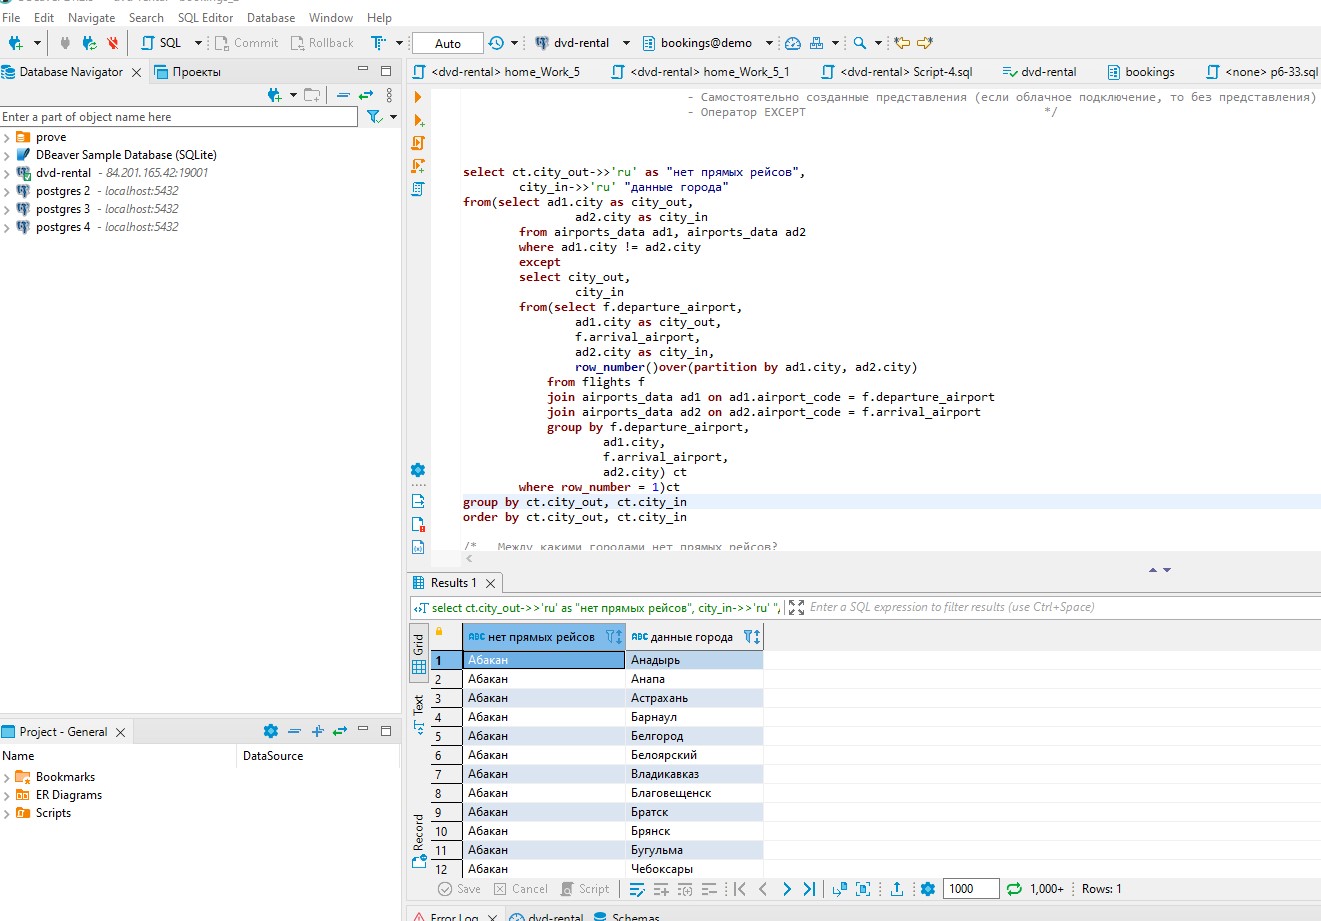 File Edit Navigate Search SQL Editor Database Window Help
SQL Commit Rollback Auto dvd-rental bookings@demo
Database Navigator Проекты
<dvd-rental> home_Work_5 <dvd-rental> home_Work_5_1 <dvd-rental> Script-4.sql dvd-rental bookings <none> p6-33.sql
Enter a part of object name here
prove
DBeaver Sample Database (SQLite)
dvd-rental - 84.201.165.42:19001
postgres 2 - localhost:5432
postgres 3 - localhost:5432
postgres 4 - localhost:5432
- Самостоятельно созданные представления (если облачное подключение, то без представления)
- Оператор EXCEPT */
select ct.city_out->>'ru' as "нет прямых рейсов",
city_in->>'ru' "данные города"
from(select ad1.city as city_out,
ad2.city as city_in
from airports_data ad1, airports_data ad2
where ad1.city != ad2.city
except
select city_out,
city_in
from(select f.departure_airport,
ad1.city as city_out,
f.arrival_airport,
ad2.city as city_in,
row_number()over(partition by ad1.city, ad2.city)
from flights f
join airports_data ad1 on ad1.airport_code = f.departure_airport
join airports_data ad2 on ad2.airport_code = f.arrival_airport
group by f.departure_airport,
ad1.city,
f.arrival_airport,
ad2.city) ct
where row_number = 1)ct
group by ct.city_out, ct.city_in
order by ct.city_out, ct.city_in
/* Между какими городами нет прямых рейсов?
Results 1
select ct.city_out->>'ru' as "нет прямых рейсов", city_in->>'ru' " Enter a SQL expression to filter results (use Ctrl+Space)
Grid
Text
Record
ABC нет прямых рейсов ABC данные города
1 Абакан Анадырь
2 Абакан Анапа
3 Абакан Астрахань
4 Абакан Барнаул
5 Абакан Белгород
6 Абакан Белоярский
7 Абакан Владикавказ
8 Абакан Благовещенск
9 Абакан Братск
10 Абакан Брянск
11 Абакан Бугульма
12 Абакан Чебоксары
Save Cancel Script 1000 1,000+ Rows: 1
Error Log dvd-rental Schemas
Project - General
Name DataSource
Bookmarks
ER Diagrams
Scripts